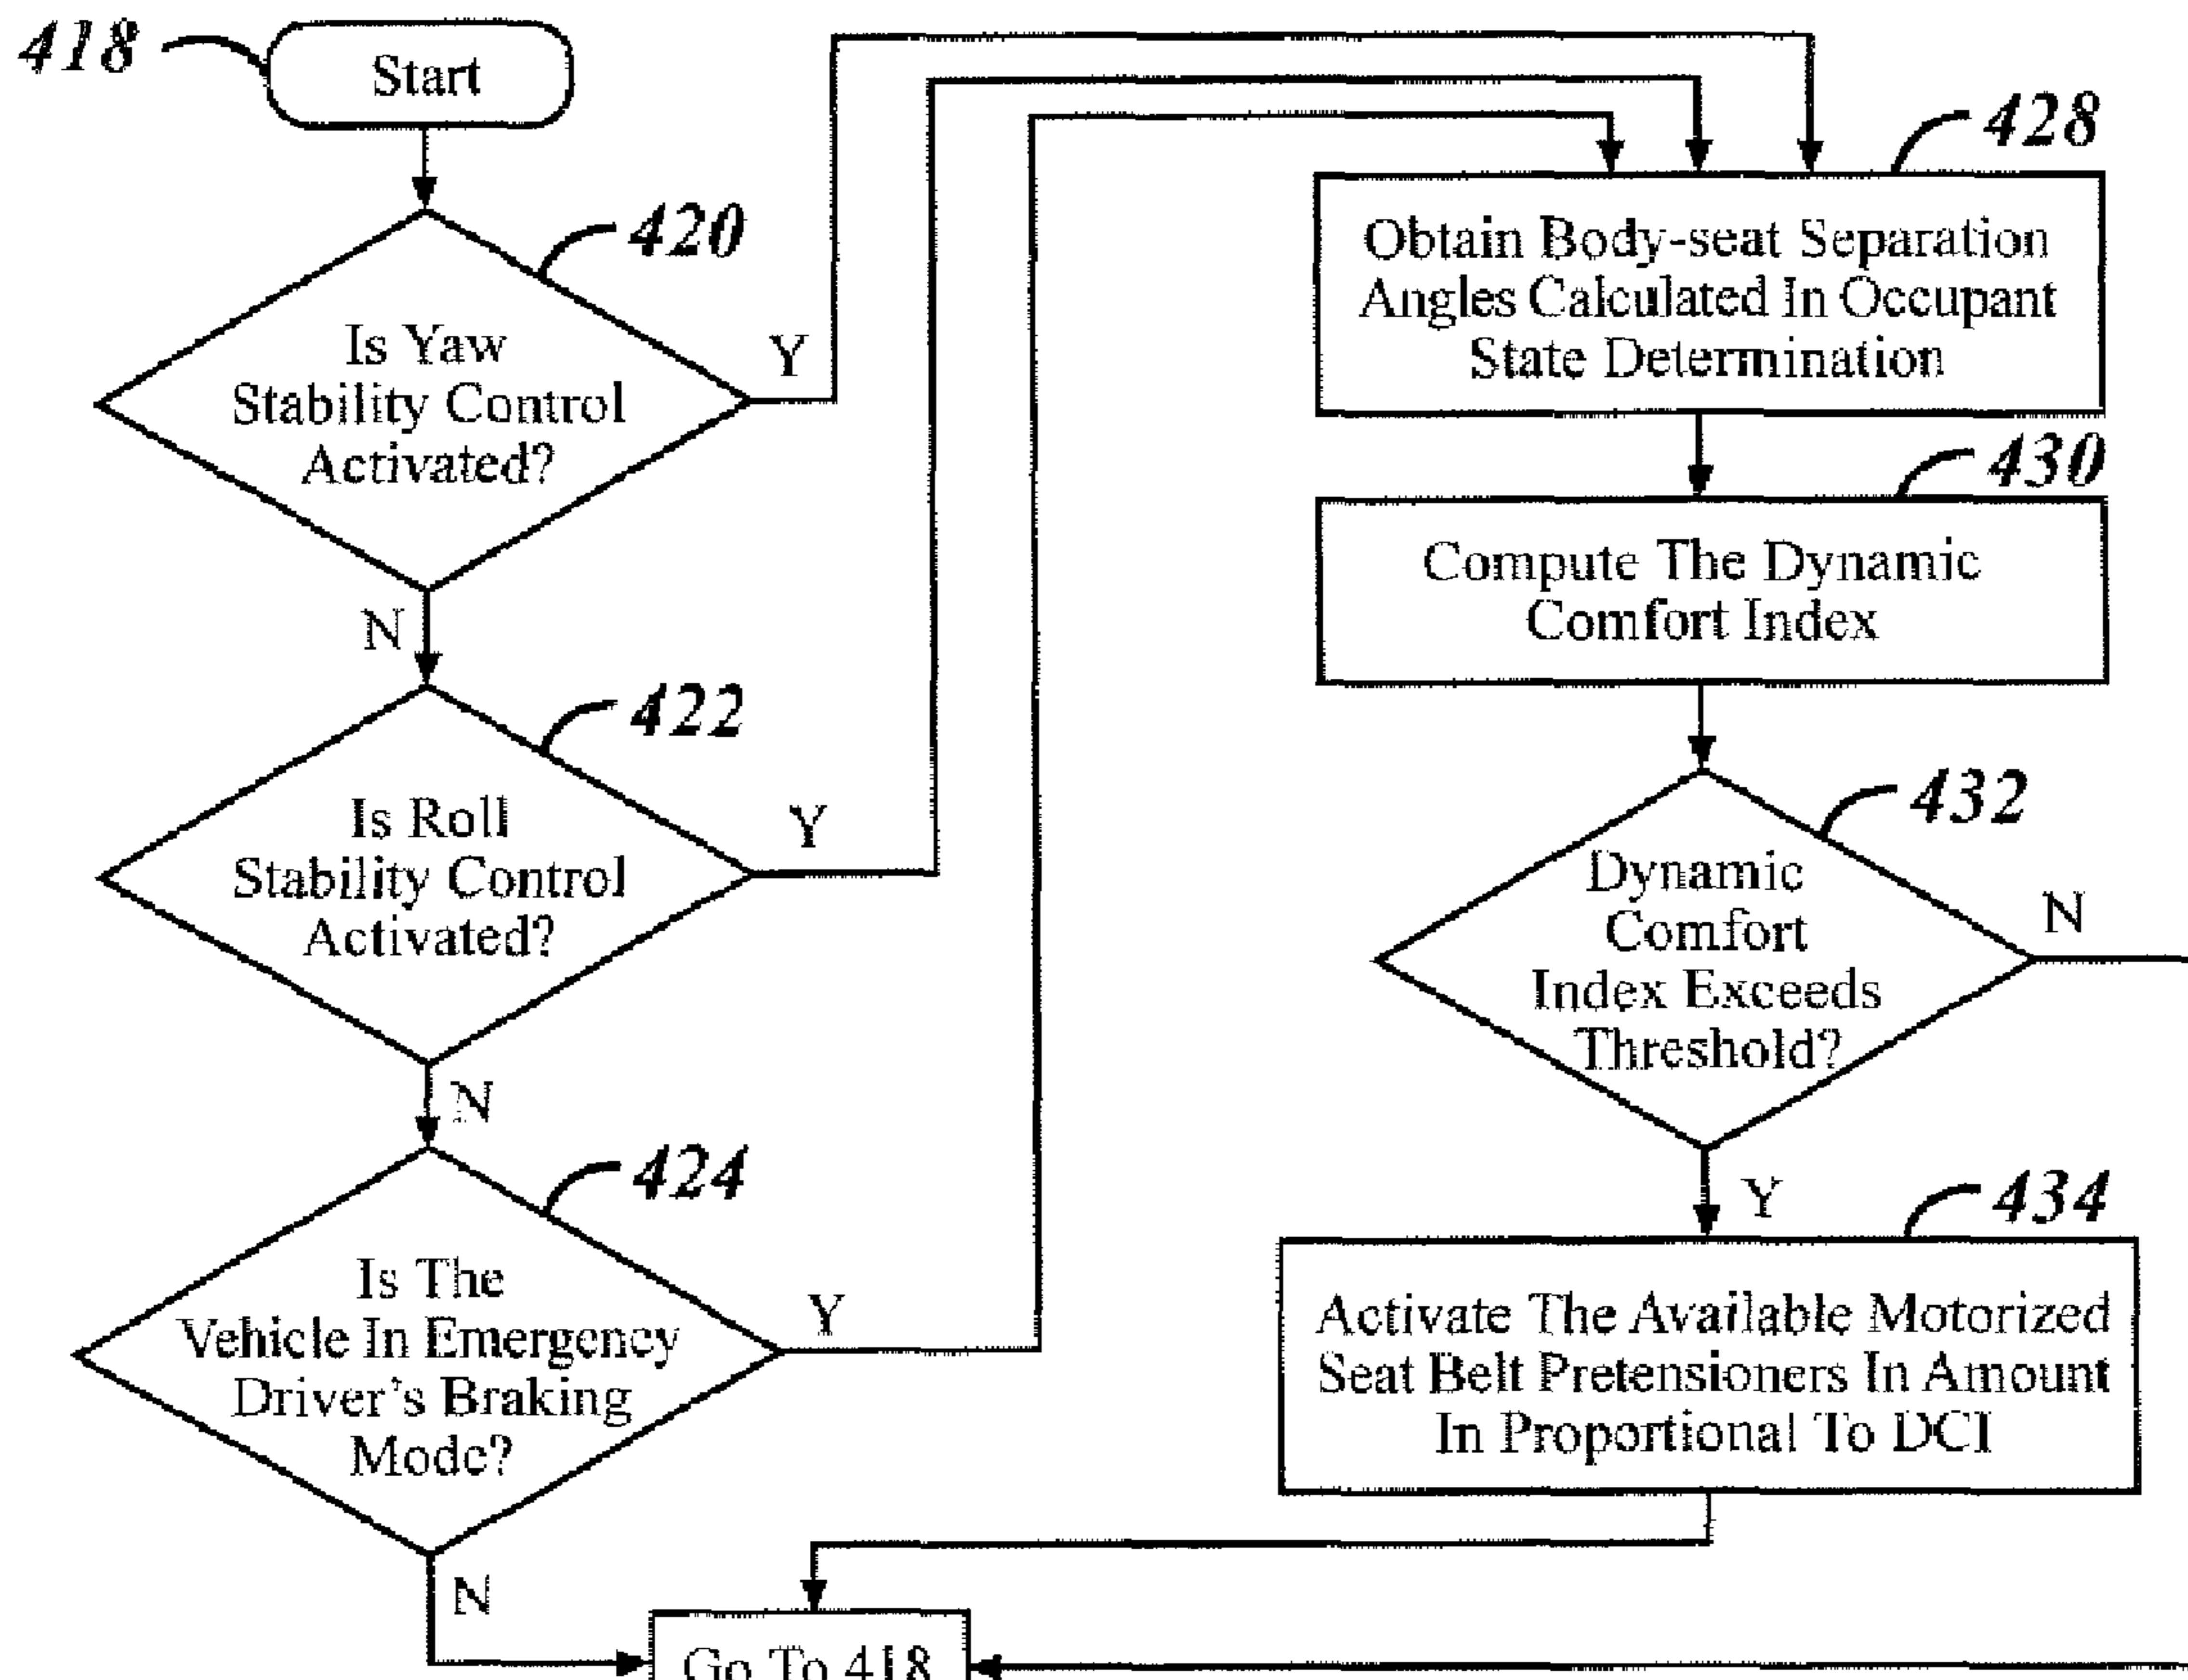 418
Start
420
Is Yaw
Stability Control
Activated?
Y
N
422
Is Roll
Stability Control
Activated?
Y
N
424
Is The
Vehicle In Emergency
Driver's Braking
Mode?
Y
N
428
Obtain Body-seat Separation
Angles Calculated In Occupant
State Determination
430
Compute The Dynamic
Comfort Index
432
Dynamic
Comfort
Index Exceeds
Threshold?
N
Y
434
Activate The Available Motorized
Seat Belt Pretensioners In Amount
In Proportional To DCI
Go To 418